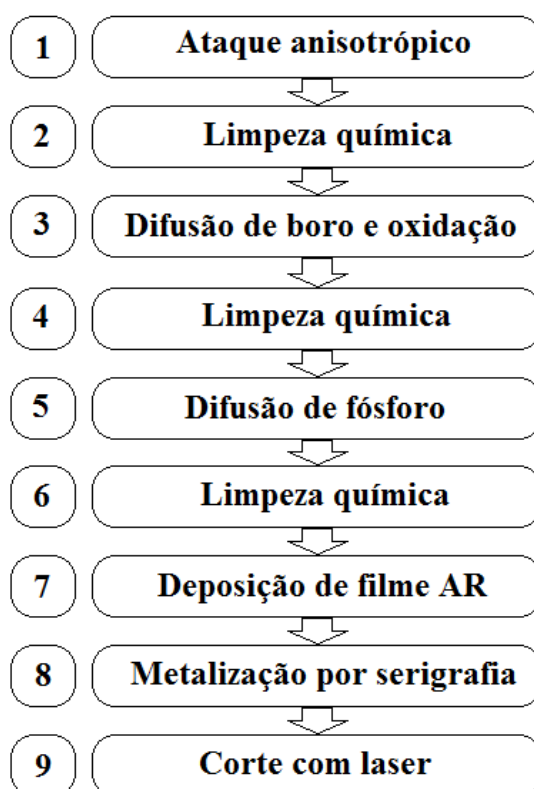 1 Ataque anisotrópico
2 Limpeza química
3 Difusão de boro e oxidação
4 Limpeza química
5 Difusão de fósforo
6 Limpeza química
7 Deposição de filme AR
8 Metalização por serigrafia
9 Corte com laser